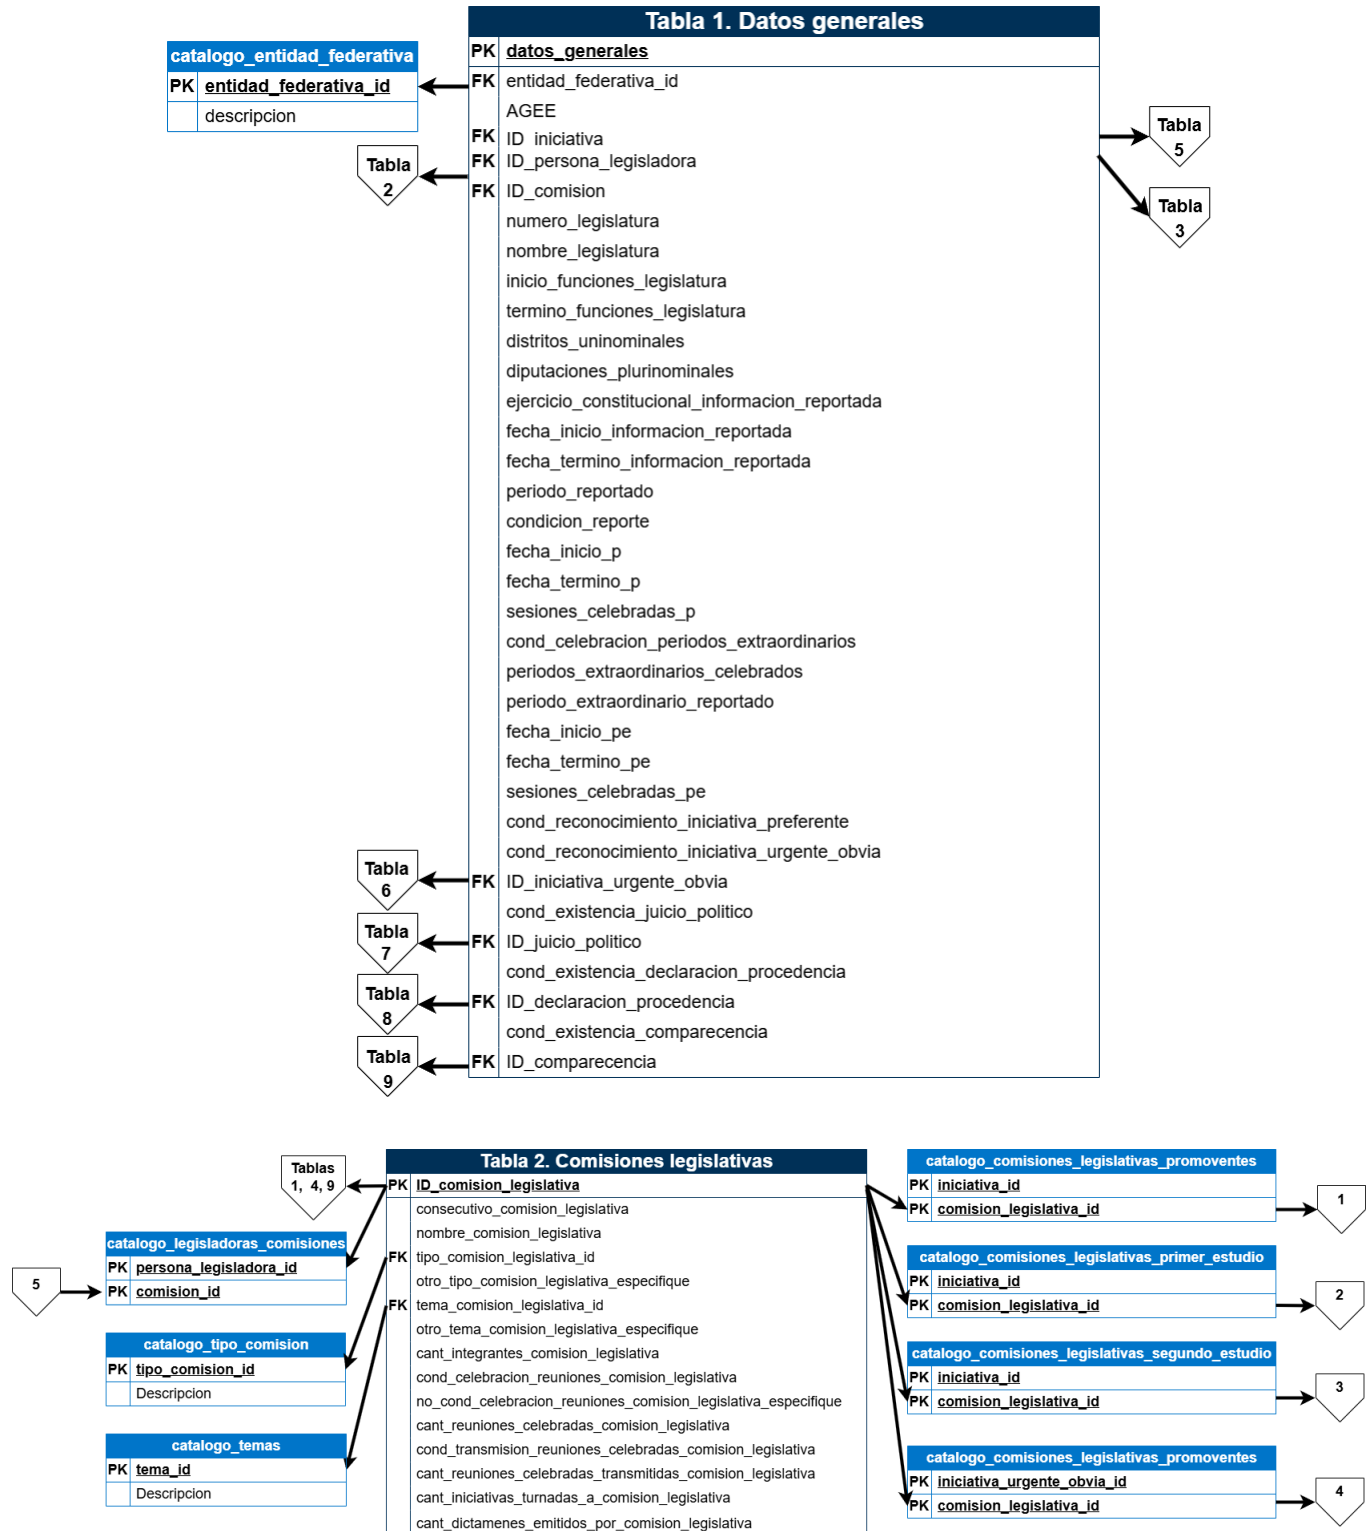 Tabla 1. Datos generales
PK datos_generales
catalogo_entidad_federativa
PK entidad_federativa_id
descripcion
FK entidad_federativa_id
AGEE
FK ID_iniciativa
FK ID_persona_legisladora
FK ID_comision
Tabla
2
Tabla
5
Tabla
3
numero_legislatura
nombre_legislatura
inicio_funciones_legislatura
termino_funciones_legislatura
distritos_uninominales
diputaciones_plurinominales
ejercicio_constitucional_informacion_reportada
fecha_inicio_informacion_reportada
fecha_termino_informacion_reportada
periodo_reportado
condicion_reporte
fecha_inicio_p
fecha_termino_p
sesiones_celebradas_p
cond_celebracion_periodos_extraordinarios
periodos_extraordinarios_celebrados
periodo_extraordinario_reportado
fecha_inicio_pe
fecha_termino_pe
sesiones_celebradas_pe
cond_reconocimiento_iniciativa_preferente
cond_reconocimiento_iniciativa_urgente_obvia
Tabla
6
FK ID_iniciativa_urgente_obvia
cond_existencia_juicio_politico
Tabla
7
FK ID_juicio_politico
cond_existencia_declaracion_procedencia
Tabla
8
FK ID_declaracion_procedencia
cond_existencia_comparecencia
Tabla
9
FK ID_comparecencia
Tabla 2. Comisiones legislativas
Tablas
1, 4, 9
PK ID_comision_legislativa
consecutivo_comision_legislativa
nombre_comision_legislativa
FK tipo_comision_legislativa_id
otro_tipo_comision_legislativa_especifique
FK tema_comision_legislativa_id
otro_tema_comision_legislativa_especifique
cant_integrantes_comision_legislativa
cond_celebracion_reuniones_comision_legislativa
no_cond_celebracion_reuniones_comision_legislativa_especifique
cant_reuniones_celebradas_comision_legislativa
cond_transmision_reuniones_celebradas_comision_legislativa
cant_reuniones_celebradas_transmitidas_comision_legislativa
cant_iniciativas_turnadas_a_comision_legislativa
cant_dictamenes_emitidos_por_comision_legislativa
catalogo_legisladoras_comisiones
PK persona_legisladora_id
PK comision_id
5
catalogo_tipo_comision
PK tipo_comision_id
Descripcion
catalogo_temas
PK tema_id
Descripcion
catalogo_comisiones_legislativas_promoventes
PK iniciativa_id
PK comision_legislativa_id
1
catalogo_comisiones_legislativas_primer_estudio
PK iniciativa_id
PK comision_legislativa_id
2
catalogo_comisiones_legislativas_segundo_estudio
PK iniciativa_id
PK comision_legislativa_id
3
catalogo_comisiones_legislativas_promoventes
PK iniciativa_urgente_obvia_id
PK comision_legislativa_id
4